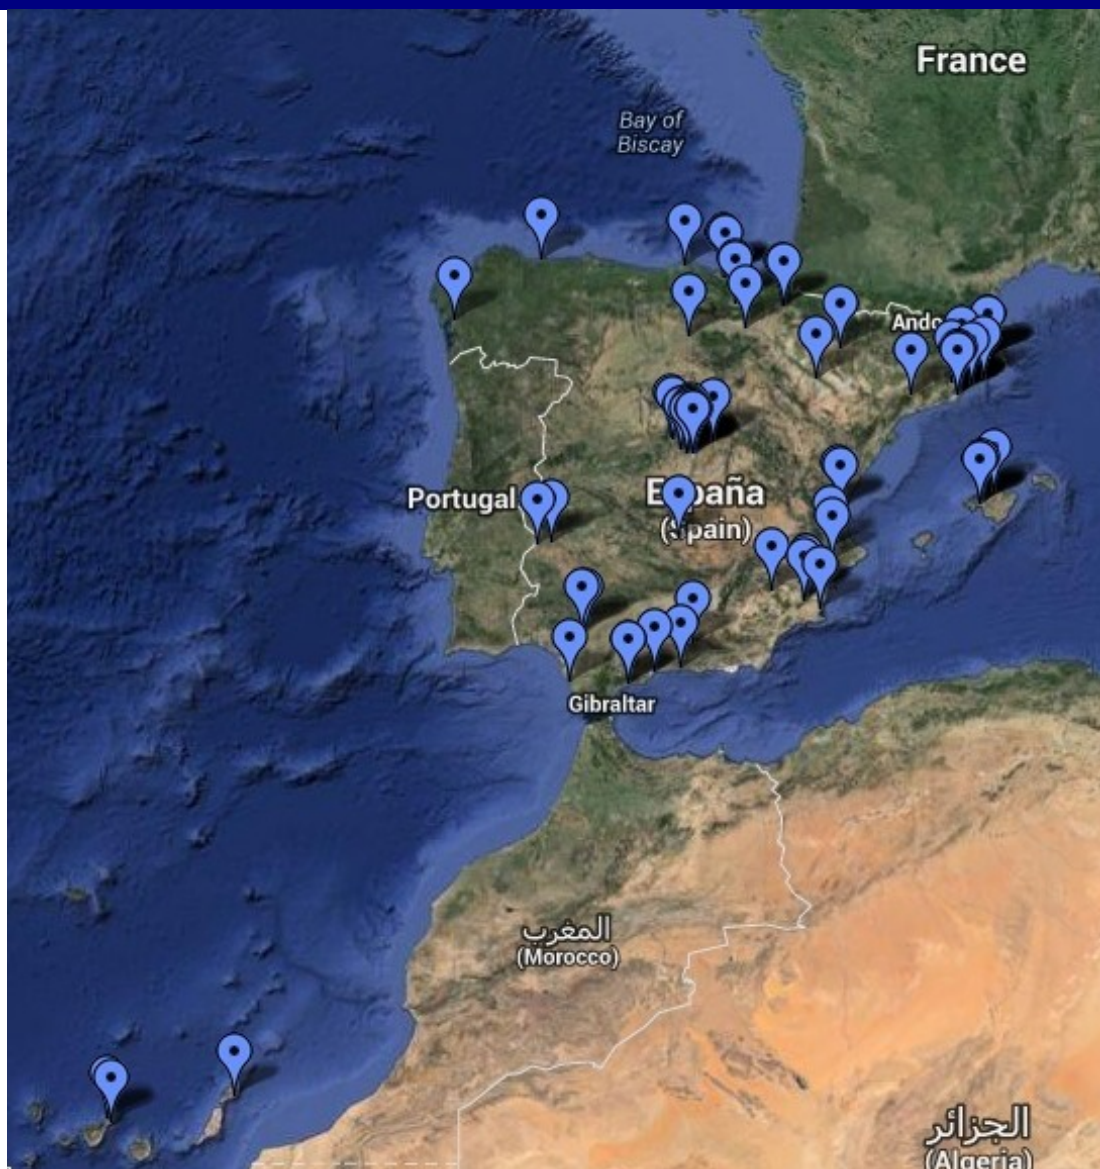 France
Bay of
Biscay
Ando
Portugal
España
(Spain)
Gibraltar
المغرب
(Morocco)
الجزائر
(Algeria)